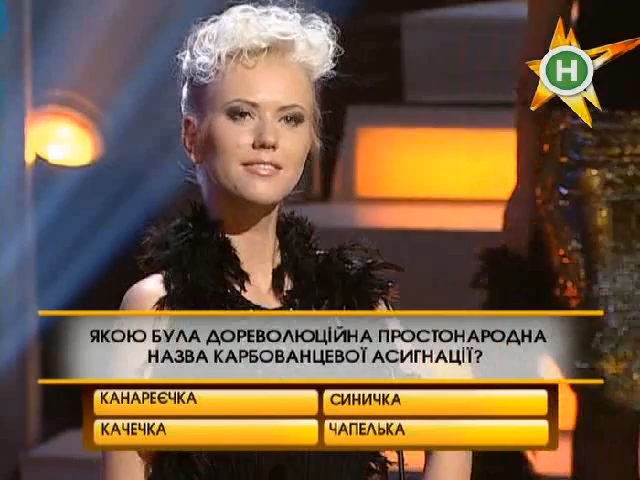 Н
ЯКОЮ БУЛА ДОРЕВОЛЮЦІЙНА ПРОСТОНАРОДНА
НАЗВА КАРБОВАНЦЕВОЇ АСИГНАЦІЇ?
КАНАРЕЄЧКА
СИНИЧКА
КАЧЕЧКА
ЧАПЕЛЬКА